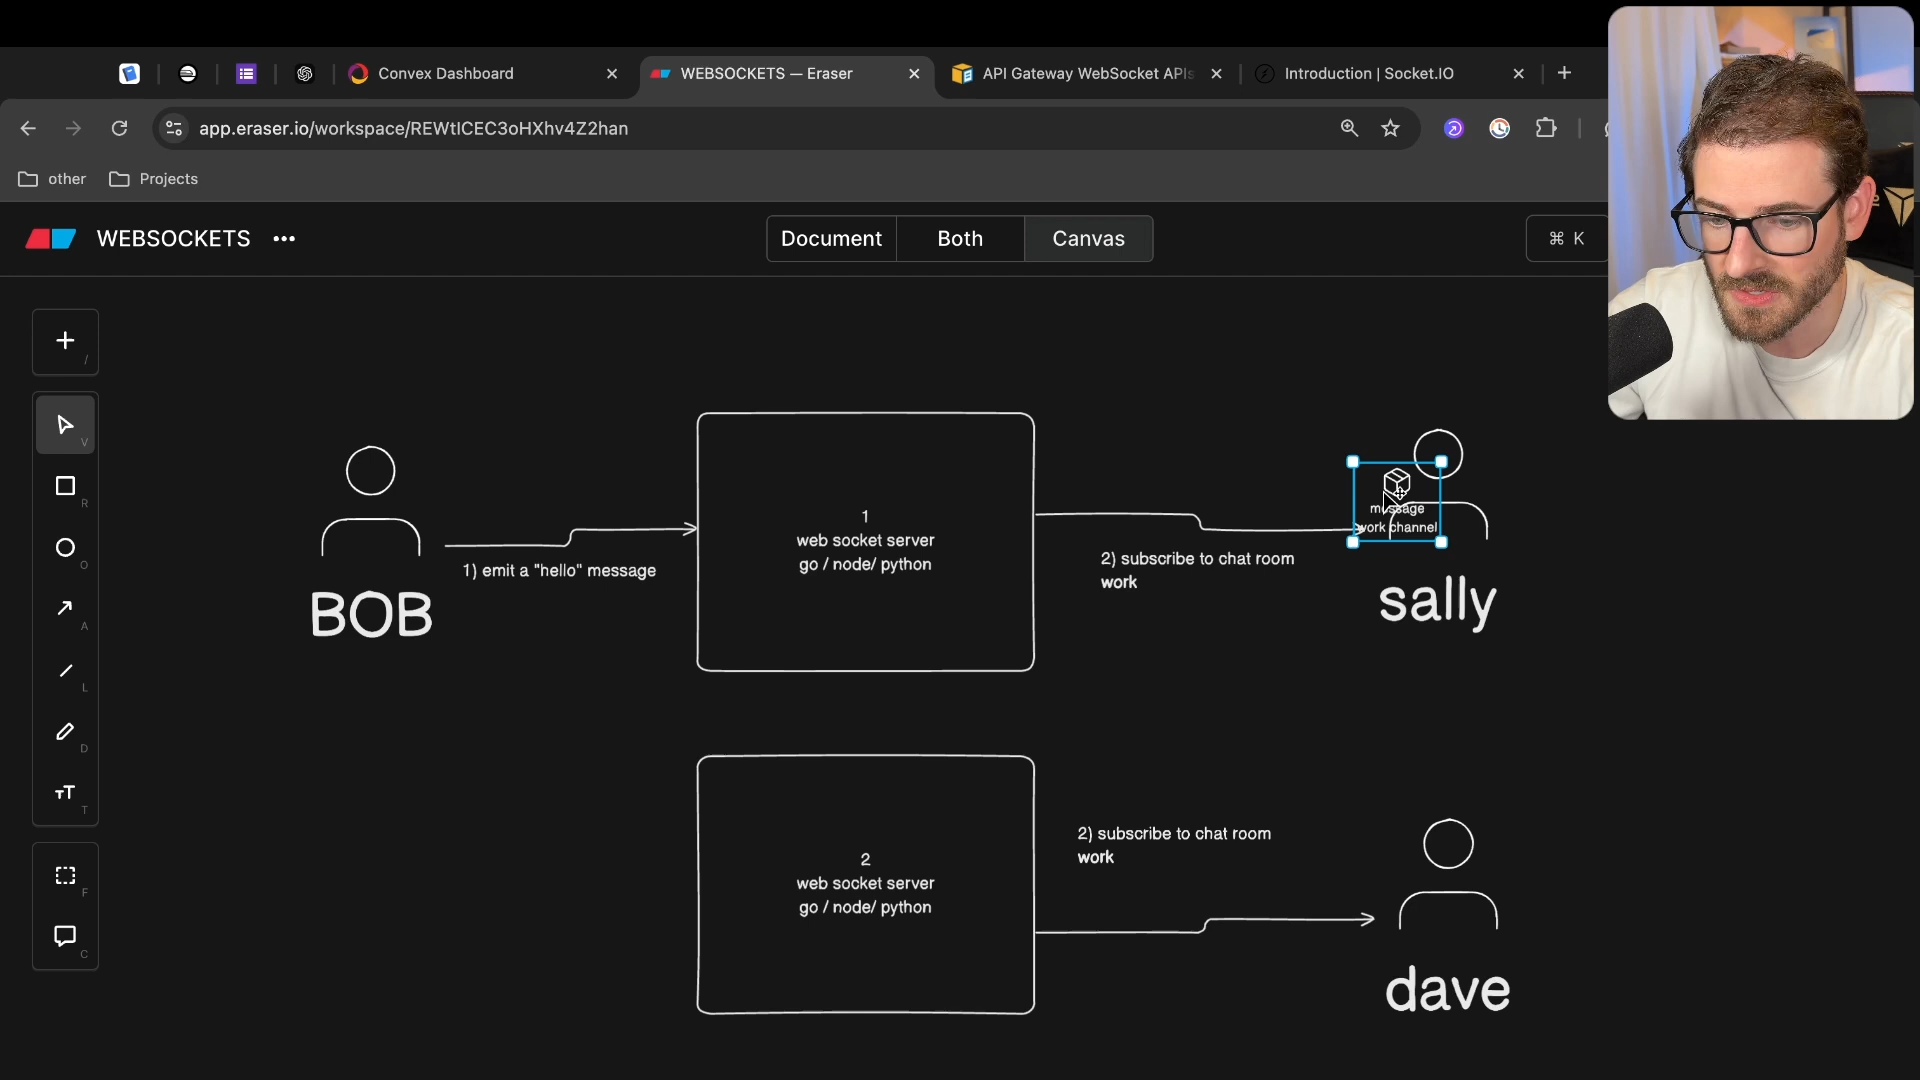 Convex Dashboard
WEBSOCKETS — Eraser
API Gateway WebSocket APIs
Introduction | Socket.IO
app.eraser.io/workspace/REWtICEC3oHXhv4Z2han
other
Projects
WEBSOCKETS
Document
Both
Canvas
⌘ K
/
V
R
O
A
L
D
T
F
C
BOB
1) emit a "hello" message
1
web socket server
go / node/ python
2) subscribe to chat room
work
message
work channel
sally
2
web socket server
go / node/ python
2) subscribe to chat room
work
dave